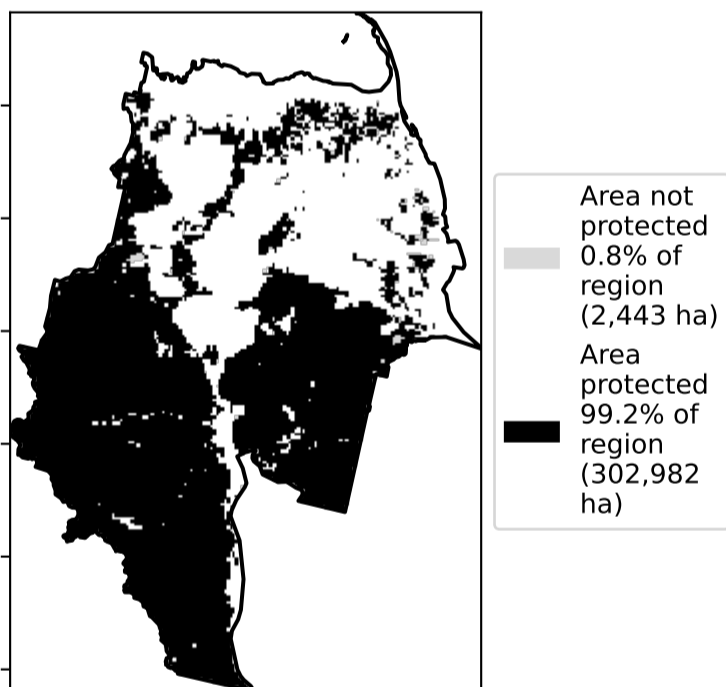 Area not
protected
0.8% of
region
(2,443 ha)
Area
protected
99.2% of
region
(302,982
ha)